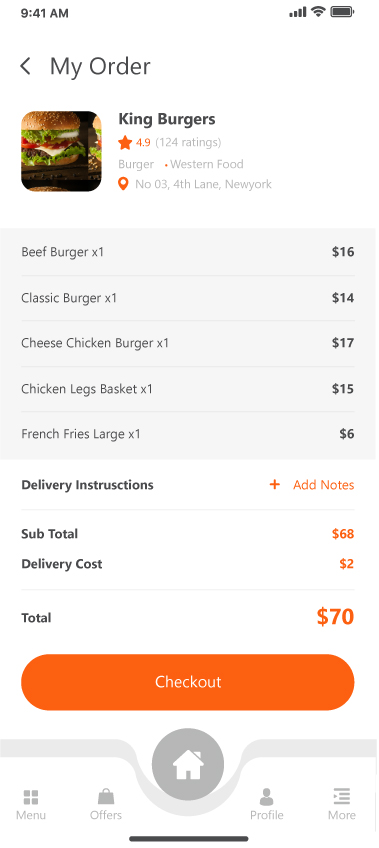 9:41 AM
My Order
King Burgers
4.9 (124 ratings)
Burger • Western Food
No 03, 4th Lane, Newyork
Beef Burger x1 $16
Classic Burger x1 $14
Cheese Chicken Burger x1 $17
Chicken Legs Basket x1 $15
French Fries Large x1 $6
Delivery Instrusctions + Add Notes
Sub Total $68
Delivery Cost $2
Total $70
Checkout
Menu Offers Profile More